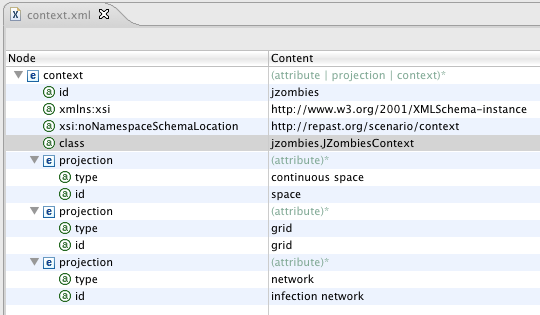 context.xml
Node Content
context (attribute | projection | context)*
id jzombies
xmlns:xsi http://www.w3.org/2001/XMLSchema-instance
xsi:noNamespaceSchemaLocation http://repast.org/scenario/context
class jzombies.JZombiesContext
projection (attribute)*
type continuous space
id space
projection (attribute)*
type grid
id grid
projection (attribute)*
type network
id infection network